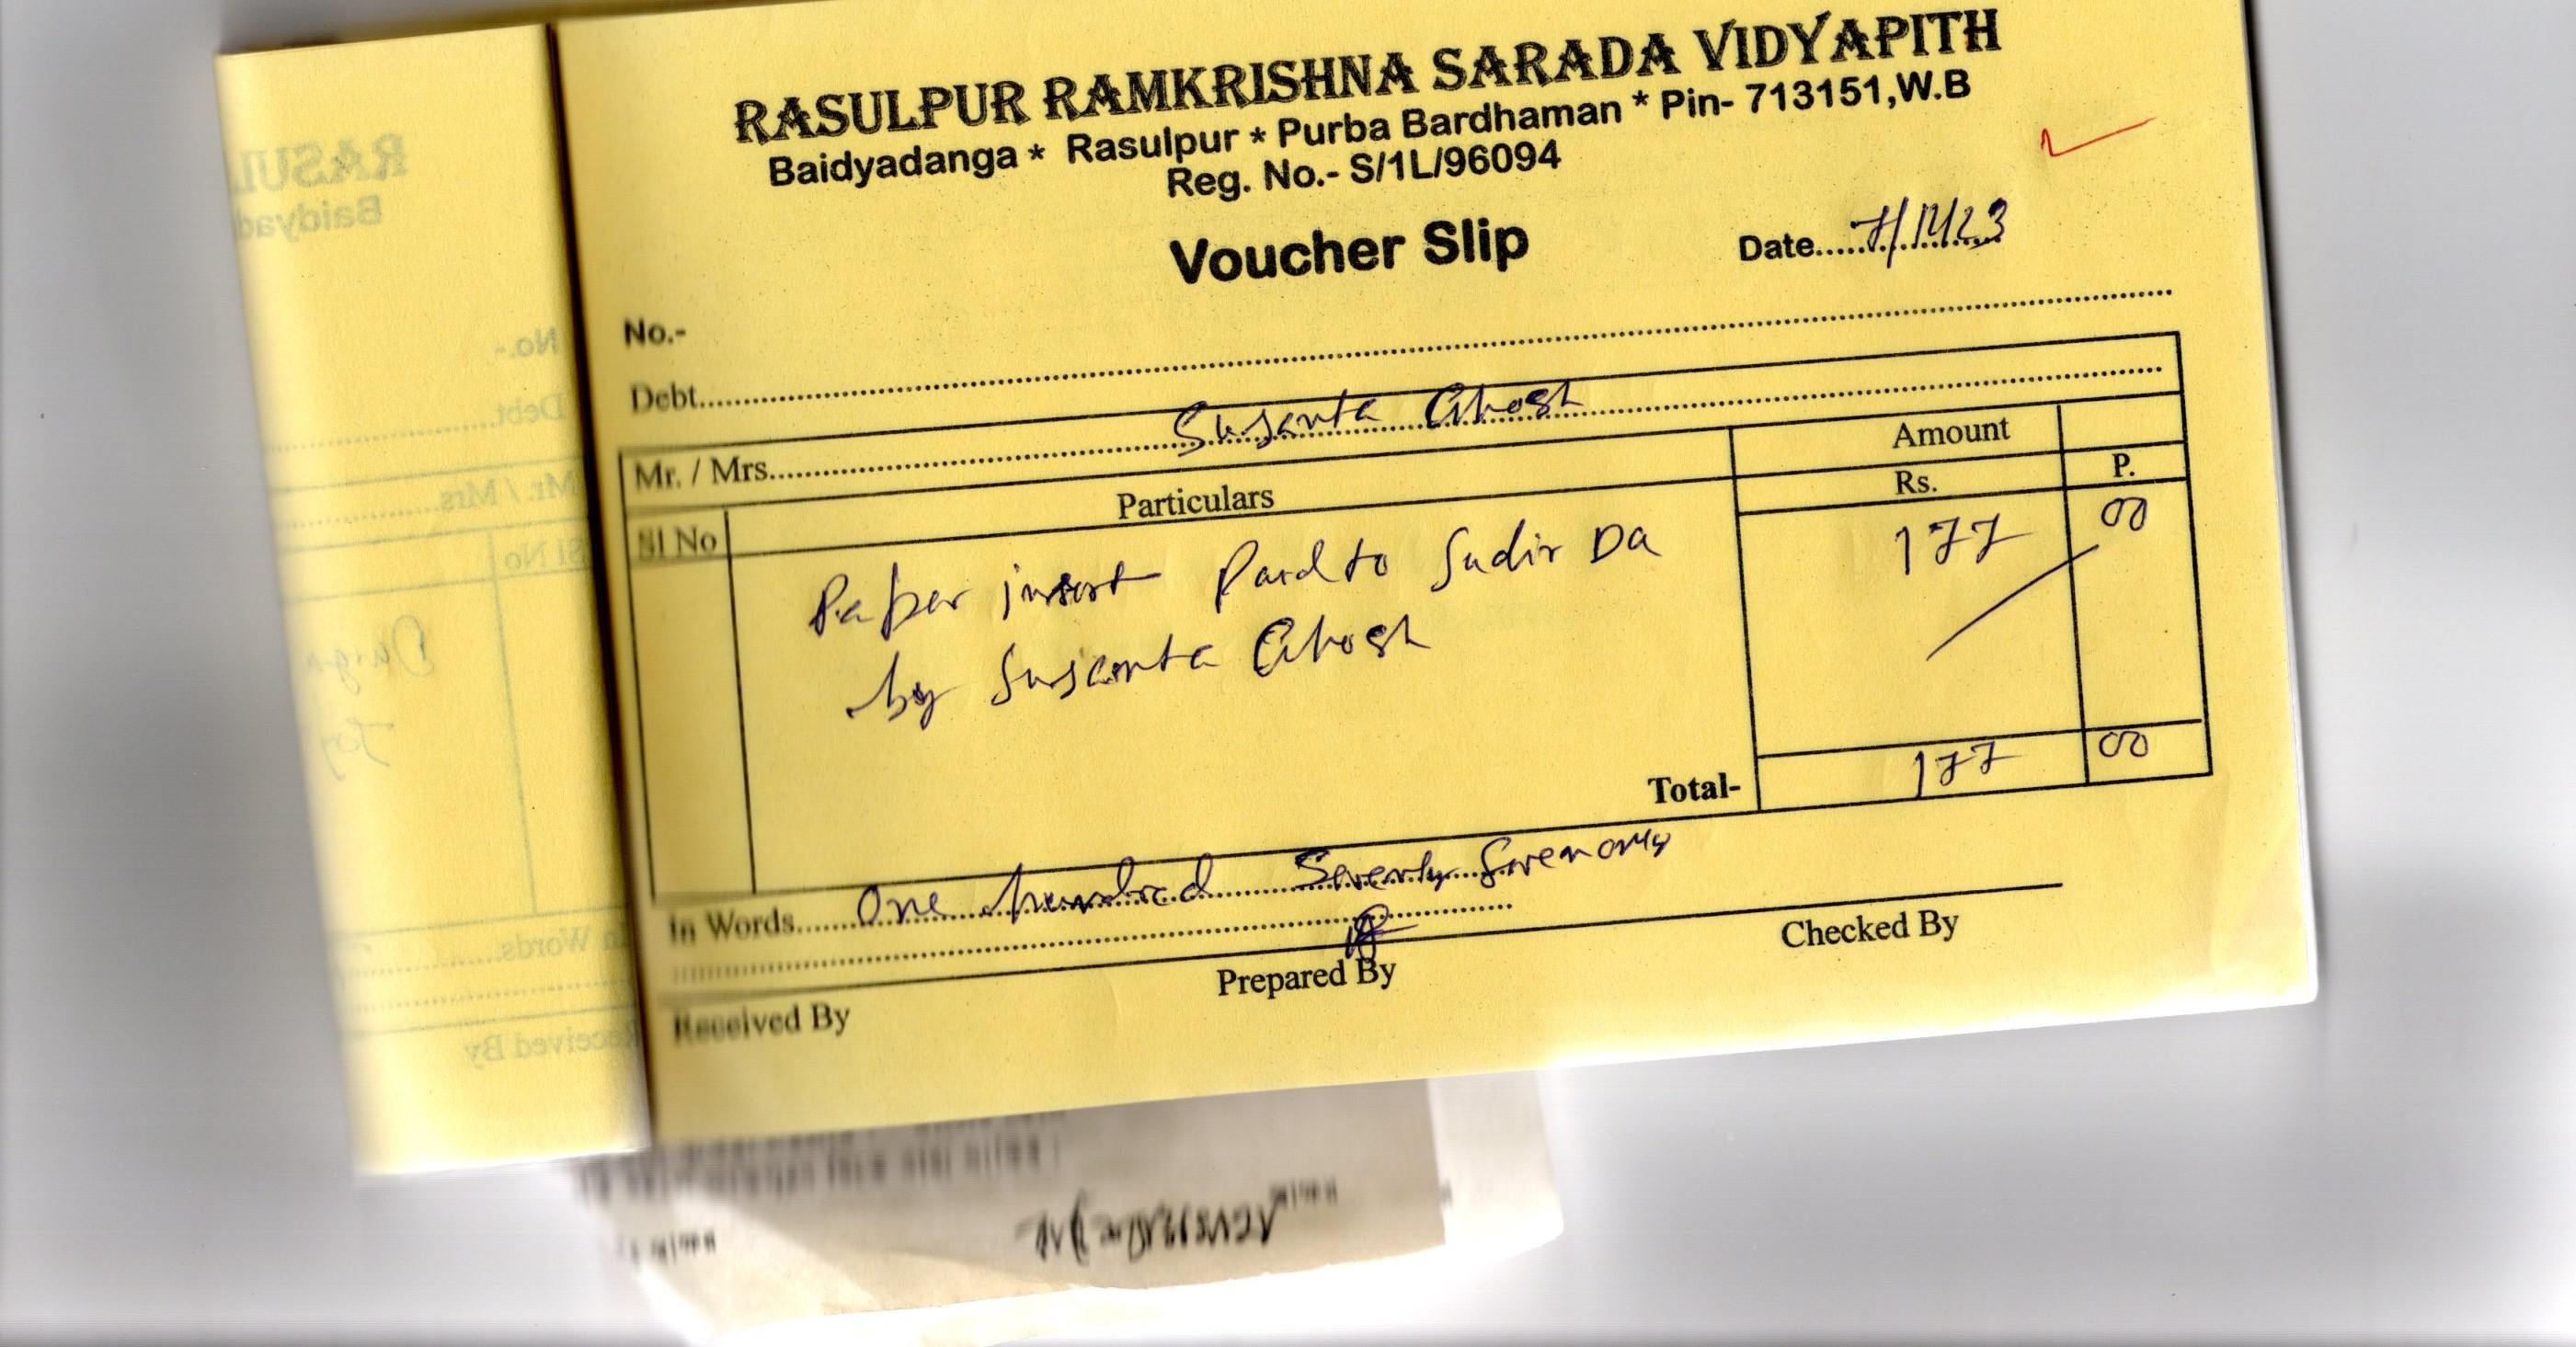 RASULPUR RAMKRISHNA SARADA VIDYAPITH
Baidyadanga * Rasulpur * Purba Bardhaman * Pin- 713151,W.B
Reg. No.- S/1L/96094
Voucher Slip
Date..... 7/11/23
No.-
Debt.....
Mr. / Mrs..... Susanta Ghosh
Sl No Particulars Amount
Rs. P.
Paper insert Paid to Sudir Da 177 00
by Susanta Ghosh
Total- 177 00
In Words..... One hundred Seventy Seven only
Received By Prepared By Checked By
RASUL
Baidyad
No.-
Debt.
Mr. / Mrs.
Sl No
Durga
In Words.
Received By